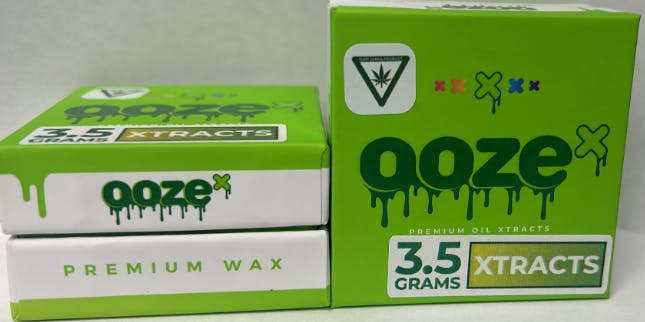 ooze x
3.5 GRAMS XTRACTS
ooze x
PREMIUM WAX
ooze x
PREMIUM OIL XTRACTS
3.5 GRAMS XTRACTS